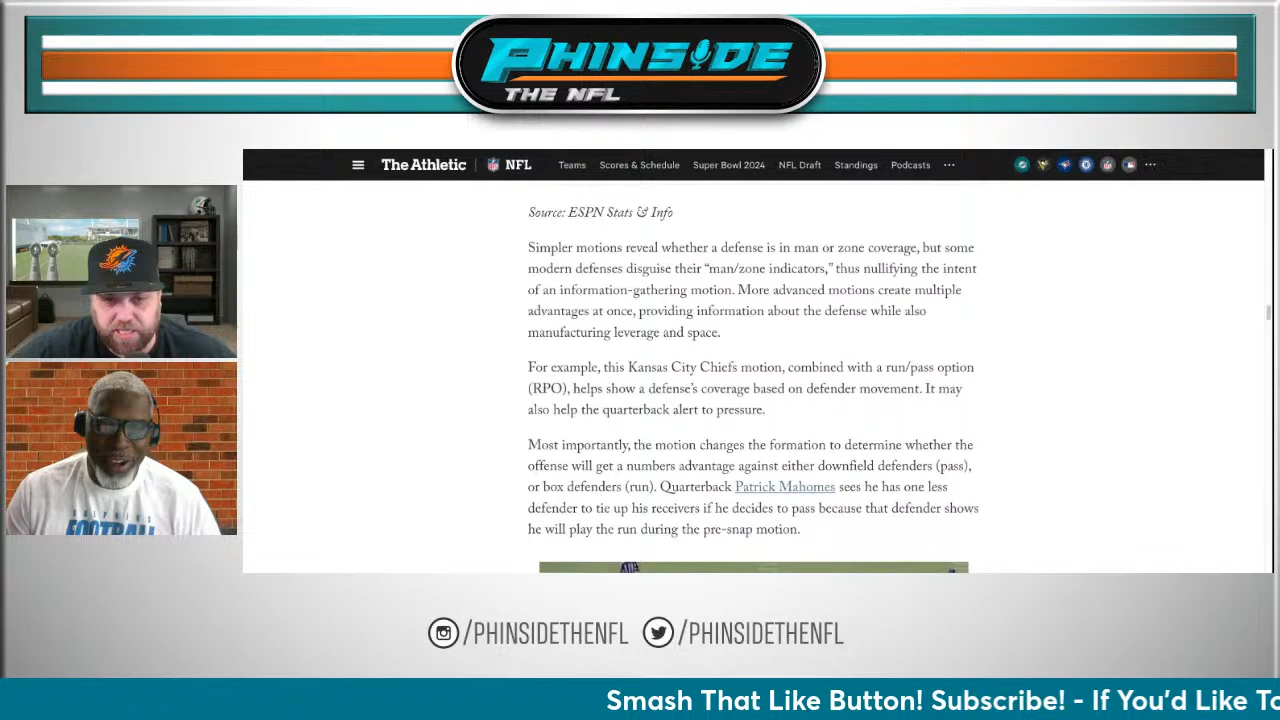 PHINSIDE
THE NFL
The Athletic NFL Teams Scores & Schedule Super Bowl 2024 NFL Draft Standings Podcasts
Source: ESPN Stats & Info
Simpler motions reveal whether a defense is in man or zone coverage, but some
modern defenses disguise their “man/zone indicators,” thus nullifying the intent
of an information-gathering motion. More advanced motions create multiple
advantages at once, providing information about the defense while also
manufacturing leverage and space.
For example, this Kansas City Chiefs motion, combined with a run/pass option
(RPO), helps show a defense’s coverage based on defender movement. It may
also help the quarterback alert to pressure.
Most importantly, the motion changes the formation to determine whether the
offense will get a numbers advantage against either downfield defenders (pass),
or box defenders (run). Quarterback Patrick Mahomes sees he has one less
defender to tie up his receivers if he decides to pass because that defender shows
he will play the run during the pre-snap motion.
DOLPHINS
FOOTBALL
/PHINSIDETHENFL /PHINSIDETHENFL
Smash That Like Button! Subscribe! - If You’d Like To